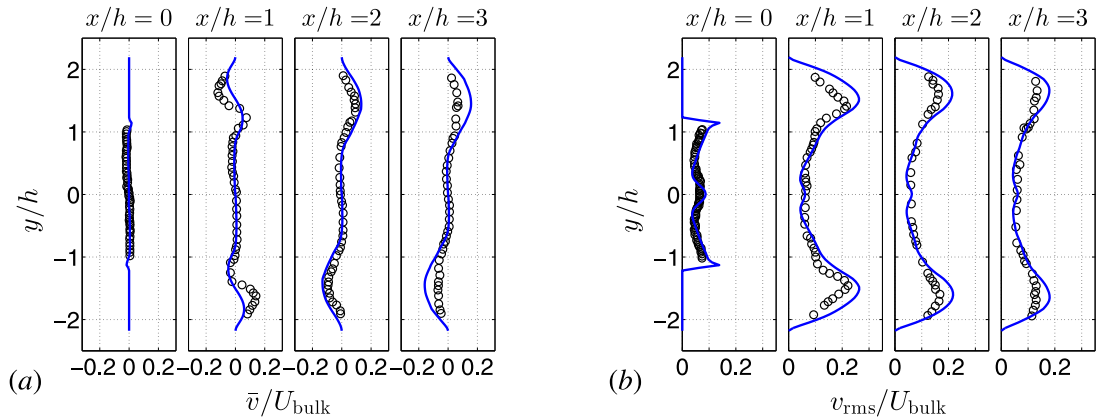 x/h = 0 x/h = 1 x/h = 2 x/h = 3 x/h = 0 x/h = 1 x/h = 2 x/h = 3
2 2
1 1
y/h 0 y/h 0
−1 −1
−2 −2
−0.2 0 0.2 −0.2 0 0.2 −0.2 0 0.2 −0.2 0 0.2 0 0.2 0 0.2 0 0.2 0 0.2
(a) v̄/U_bulk (b) v_rms/U_bulk